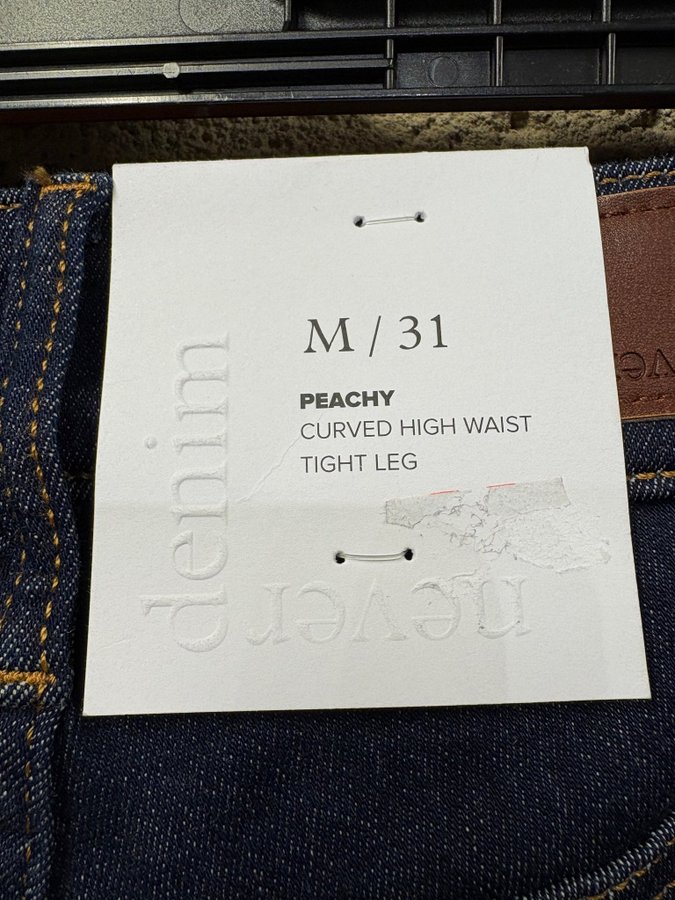 M / 31
PEACHY
CURVED HIGH WAIST
TIGHT LEG
denim
never